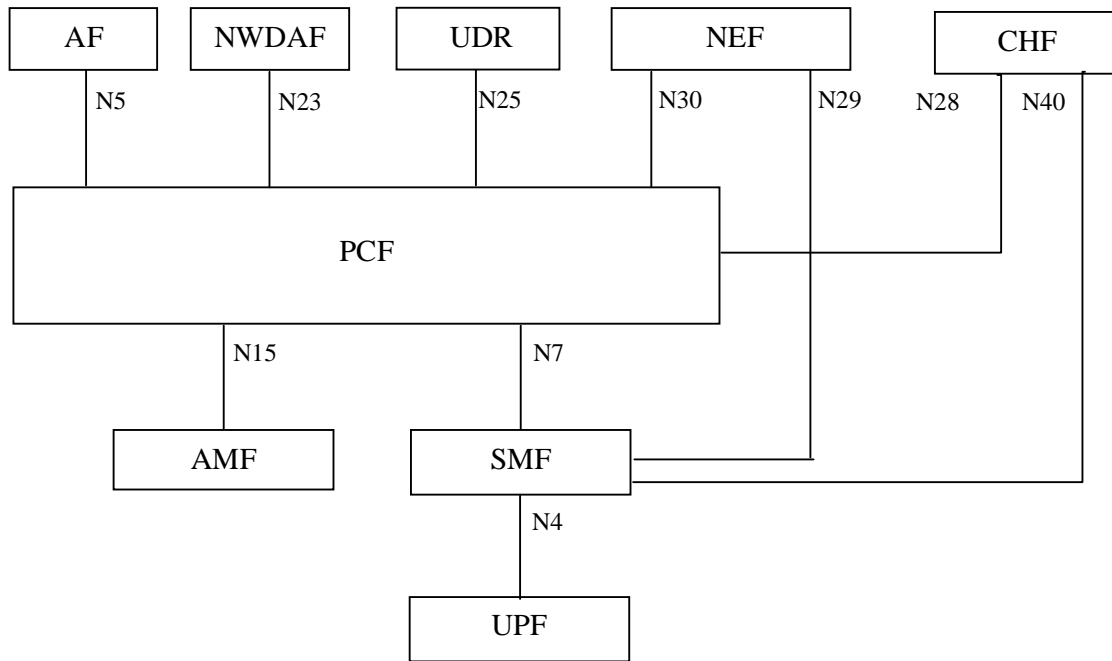 AF
NWDAF
UDR
NEF
CHF
N5
N23
N25
N30
N29
N28
N40
PCF
N15
N7
AMF
SMF
N4
UPF